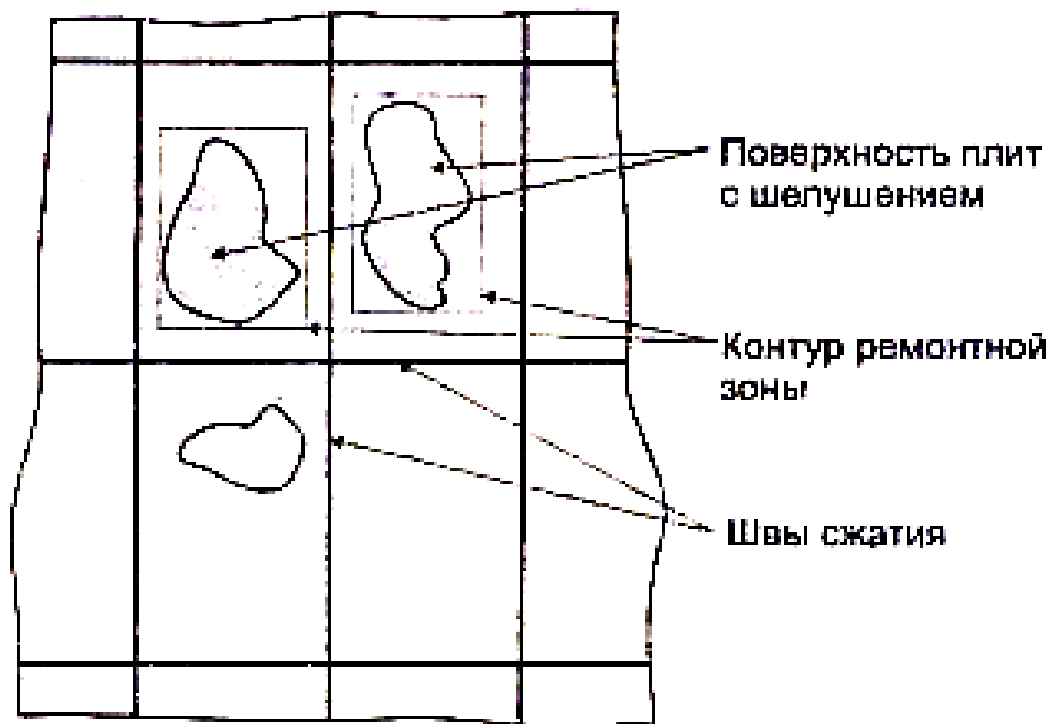 Поверхность плит
с шелушением
Контур ремонтной
зоны
Швы сжатия